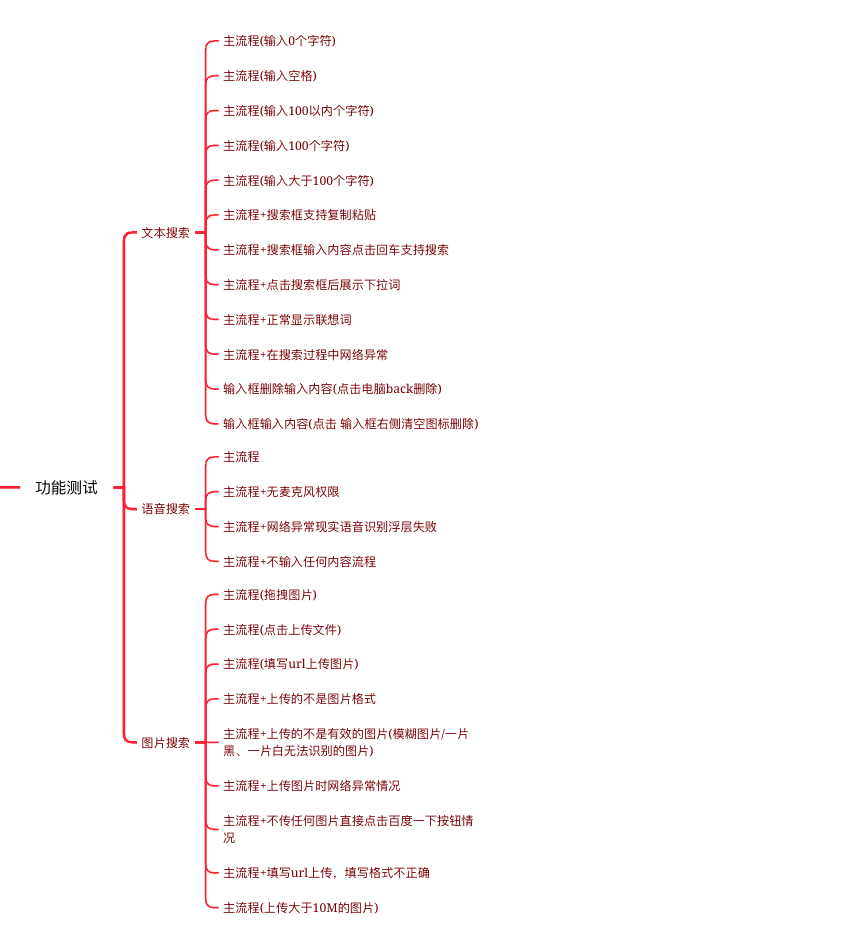 主流程(输入0个字符)
主流程(输入空格)
主流程(输入100以内个字符)
主流程(输入100个字符)
主流程(输入大于100个字符)
主流程+搜索框支持复制粘贴
文本搜索
主流程+搜索框输入内容点击回车支持搜索
主流程+点击搜索框后展示下拉词
主流程+正常显示联想词
主流程+在搜索过程中网络异常
输入框删除输入内容(点击电脑back删除)
输入框输入内容(点击 输入框右侧清空图标删除)
主流程
功能测试
主流程+无麦克风权限
语音搜索
主流程+网络异常现实语音识别浮层失败
主流程+不输入任何内容流程
主流程(拖拽图片)
主流程(点击上传文件)
主流程(填写url上传图片)
主流程+上传的不是图片格式
图片搜索
主流程+上传的不是有效的图片(模糊图片/一片
黑、一片白无法识别的图片)
主流程+上传图片时网络异常情况
主流程+不传任何图片直接点击百度一下按钮情
况
主流程+填写url上传，填写格式不正确
主流程(上传大于10M的图片)